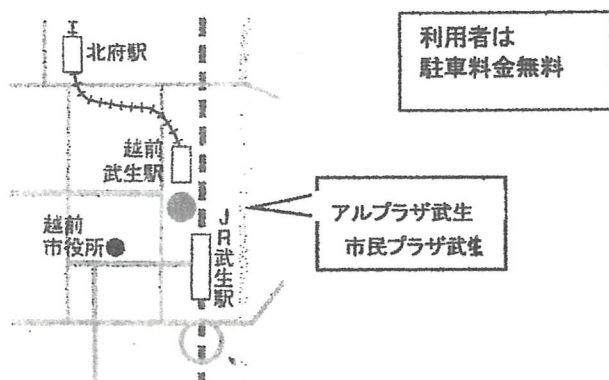 北府駅
利用者は
駐車料金無料
越前
武生駅
アルプラザ武生
市民プラザ武生
越前
市役所
JR武生駅